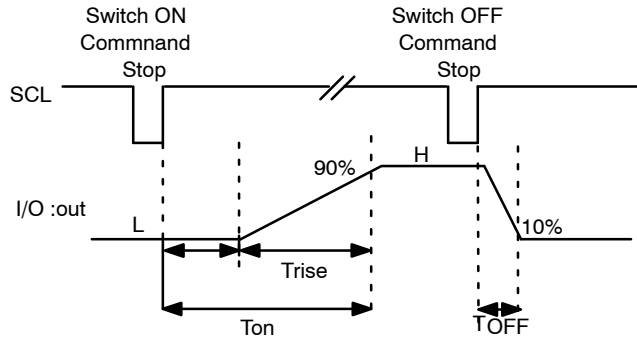 Switch ON
Commnand
Stop
Switch OFF
Command
Stop
SCL
90%
H
I/O :out
L
10%
Trise
Ton
TOFF